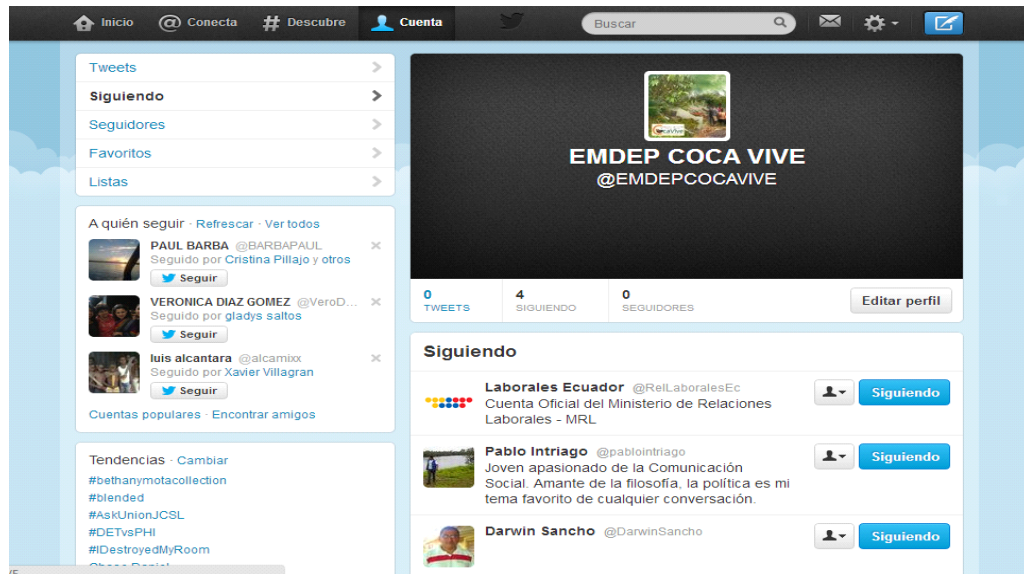 Inicio
Conecta
Descubre
Cuenta
Buscar
Tweets
Siguiendo
Seguidores
Favoritos
Listas
A quién seguir · Refrescar · Ver todos
PAUL BARBA @BARBAPAUL
Seguido por Cristina Pillajo y otros
Seguir
VERONICA DIAZ GOMEZ @VeroD...
Seguido por gladys saltos
Seguir
luis alcantara @alcamixx
Seguido por Xavier Villagran
Seguir
Cuentas populares · Encontrar amigos
Tendencias · Cambiar
#bethanymotacollection
#blended
#AskUnionJCSL
#DETvsPHI
#IDestroyedMyRoom
EMDEP COCA VIVE
@EMDEPCOCAVIVE
0
TWEETS
4
SIGUIENDO
0
SEGUIDORES
Editar perfil
Siguiendo
Laborales Ecuador @RelLaboralesEc
Cuenta Oficial del Ministerio de Relaciones
Laborales - MRL
Siguiendo
Pablo Intriago @pablointriago
Joven apasionado de la Comunicación
Social. Amante de la filosofía, la política es mi
tema favorito de cualquier conversación.
Siguiendo
Darwin Sancho @DarwinSancho
Siguiendo